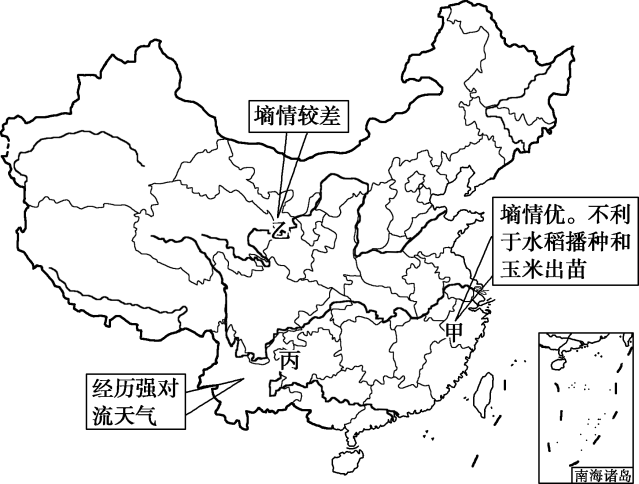 墒情较差
乙
墒情优。不利
于水稻播种和
玉米出苗
甲
丙
经历强对
流天气
南海诸岛